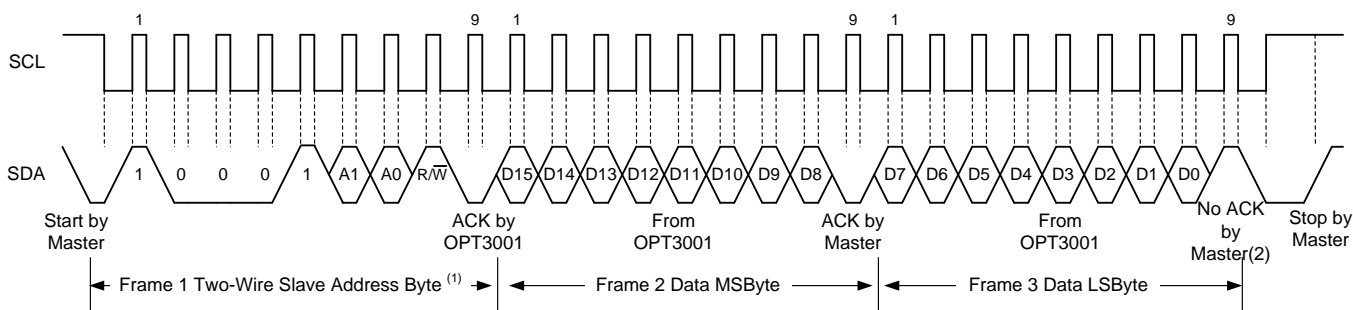 1 9 1 9 1 9
SCL
SDA
1 0 0 0 1 A1 A0 R/W̅ D15 D14 D13 D12 D11 D10 D9 D8 D7 D6 D5 D4 D3 D2 D1 D0
Start by
Master
ACK by
OPT3001
From
OPT3001
ACK by
Master
From
OPT3001
No ACK
by
Master(2)
Stop by
Master
Frame 1 Two-Wire Slave Address Byte (1)
Frame 2 Data MSByte
Frame 3 Data LSByte